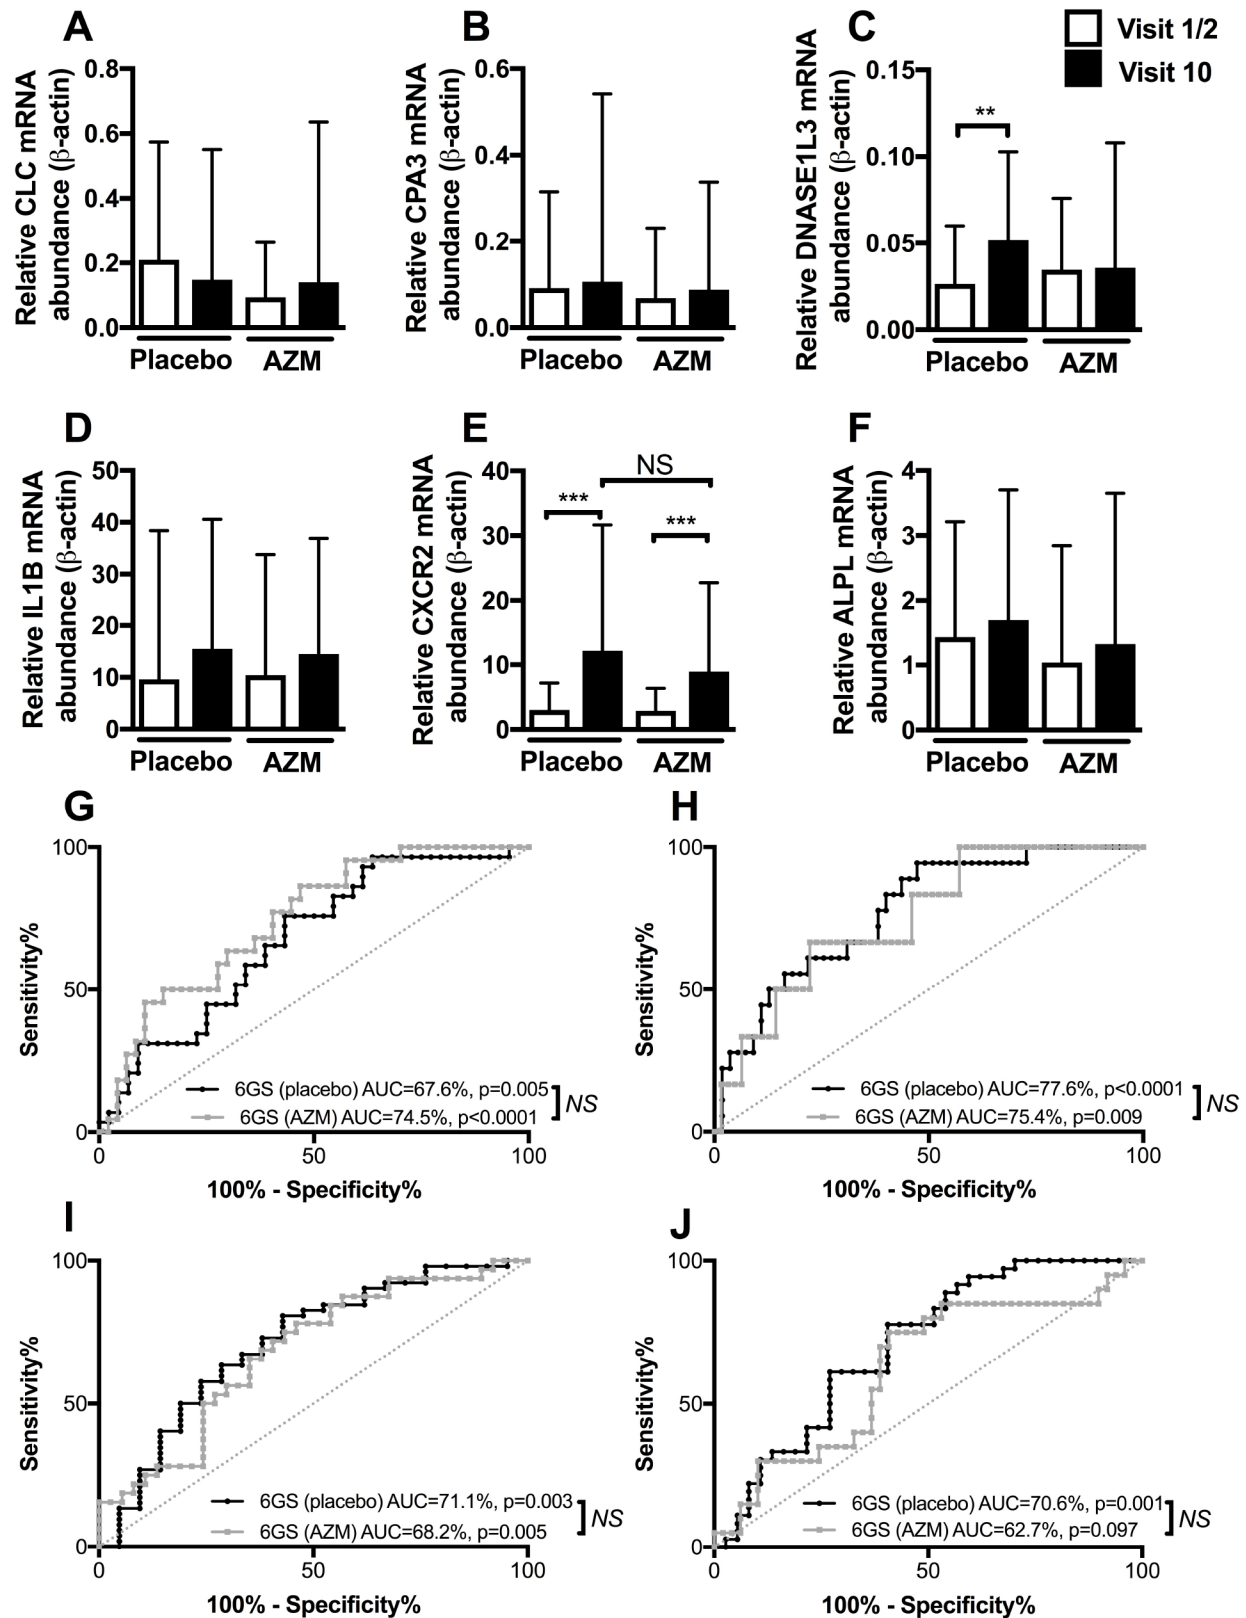 A
B
C
Visit 1/2
Visit 10
Relative CLC mRNA
abundance (β-actin)
0.8
0.6
0.4
0.2
0.0
Placebo
AZM
Relative CPA3 mRNA
abundance (β-actin)
0.6
0.4
0.2
0.0
Placebo
AZM
Relative DNASE1L3 mRNA
abundance (β-actin)
0.15
0.10
0.05
0.00
**
Placebo
AZM
D
E
F
Relative IL1B mRNA
abundance (β-actin)
50
40
30
20
10
0
Placebo
AZM
Relative CXCR2 mRNA
abundance (β-actin)
40
30
20
10
0
***
NS
***
Placebo
AZM
Relative ALPL mRNA
abundance (β-actin)
4
3
2
1
0
Placebo
AZM
G
Sensitivity%
100
50
0
6GS (placebo) AUC=67.6%, p=0.005
6GS (AZM) AUC=74.5%, p<0.0001
NS
0
50
100
100% - Specificity%
H
Sensitivity%
100
50
0
6GS (placebo) AUC=77.6%, p<0.0001
6GS (AZM) AUC=75.4%, p=0.009
NS
0
50
100
100% - Specificity%
I
Sensitivity%
100
50
0
6GS (placebo) AUC=71.1%, p=0.003
6GS (AZM) AUC=68.2%, p=0.005
NS
0
50
100
100% - Specificity%
J
Sensitivity%
100
50
0
6GS (placebo) AUC=70.6%, p=0.001
6GS (AZM) AUC=62.7%, p=0.097
NS
0
50
100
100% - Specificity%